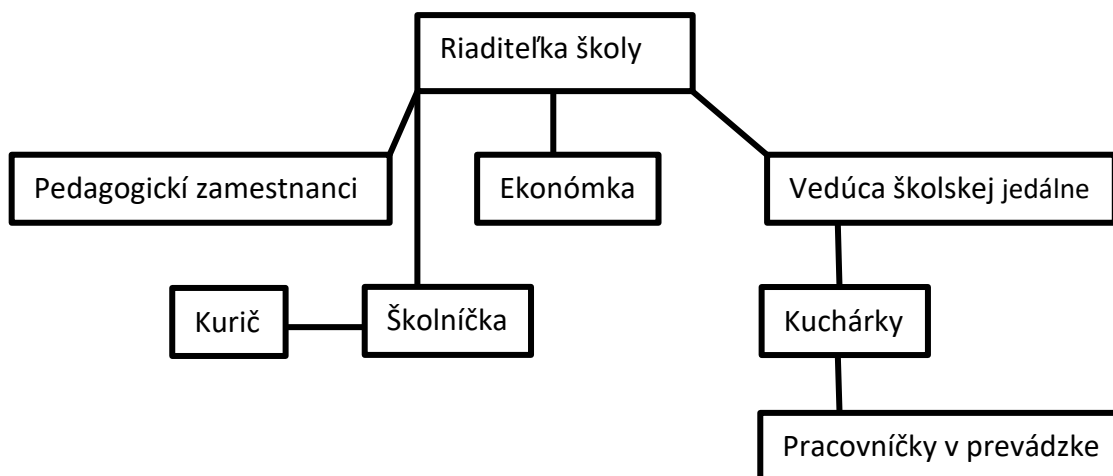 Riaditeľka školy
Pedagogickí zamestnanci
Ekonómka
Vedúca školskej jedálne
Kurič
Školníčka
Kuchárky
Pracovníčky v prevádzke